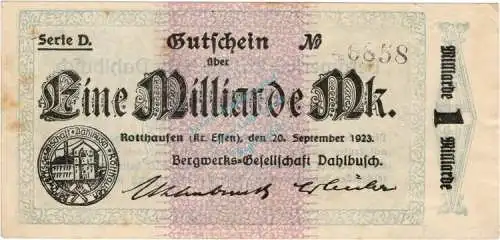 Serie D. Gutschein № 6658
über
Eine Milliarde Mk.
Rotthausen (Kr. Essen), den 20. September 1923.
Bergwerks-Gesellschaft Dahlbusch.
Milliarde 1 Milliarde